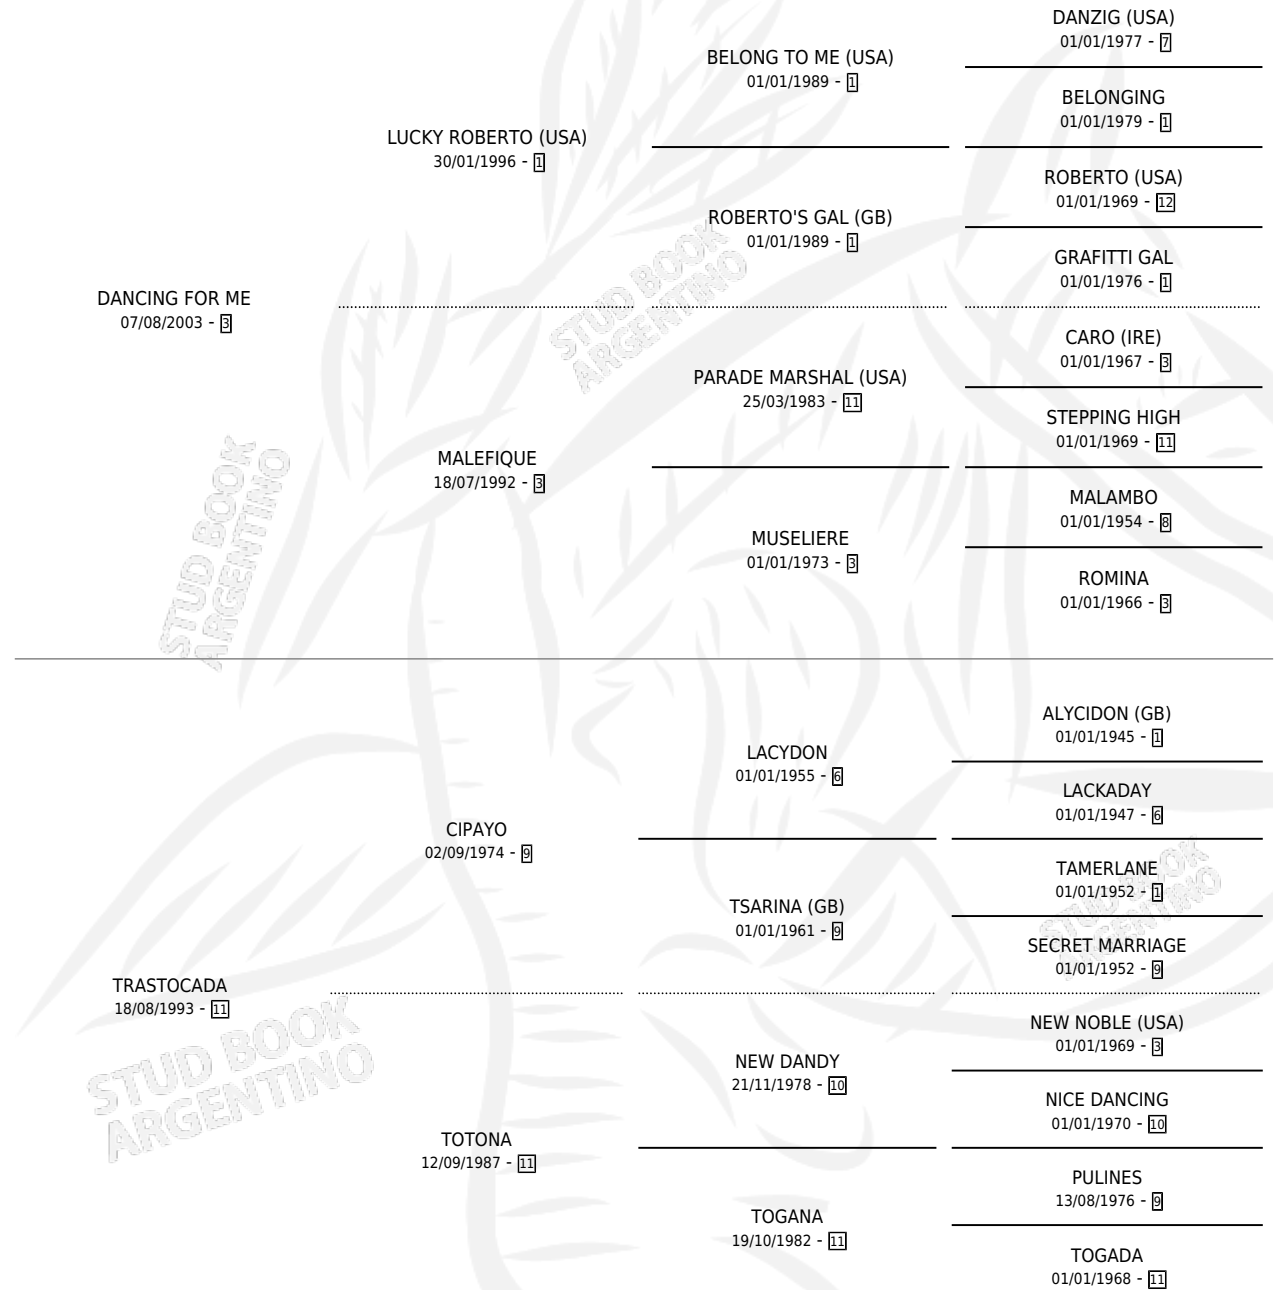 DANZIG (USA)
01/01/1977 - 7
BELONG TO ME (USA)
01/01/1989 - 1
BELONGING
01/01/1979 - 1
LUCKY ROBERTO (USA)
30/01/1996 - 1
ROBERTO (USA)
01/01/1969 - 12
ROBERTO'S GAL (GB)
01/01/1989 - 1
GRAFITTI GAL
01/01/1976 - 1
DANCING FOR ME
07/08/2003 - 3
CARO (IRE)
01/01/1967 - 3
PARADE MARSHAL (USA)
25/03/1983 - 11
STEPPING HIGH
01/01/1969 - 11
MALEFIQUE
18/07/1992 - 3
MALAMBO
01/01/1954 - 8
MUSELIERE
01/01/1973 - 3
ROMINA
01/01/1966 - 3
ALYCIDON (GB)
01/01/1945 - 1
LACYDON
01/01/1955 - 6
LACKADAY
01/01/1947 - 6
CIPAYO
02/09/1974 - 9
TAMERLANE
01/01/1952 - 1
TSARINA (GB)
01/01/1961 - 9
SECRET MARRIAGE
01/01/1952 - 9
TRASTOCADA
18/08/1993 - 11
NEW NOBLE (USA)
01/01/1969 - 3
NEW DANDY
21/11/1978 - 10
NICE DANCING
01/01/1970 - 10
TOTONA
12/09/1987 - 11
PULINES
13/08/1976 - 9
TOGANA
19/10/1982 - 11
TOGADA
01/01/1968 - 11
STUD BOOK
ARGENTINO
STUD BOOK
ARGENTINO
STUD BOOK
ARGENTINO
STUD BOOK
ARGENTINO